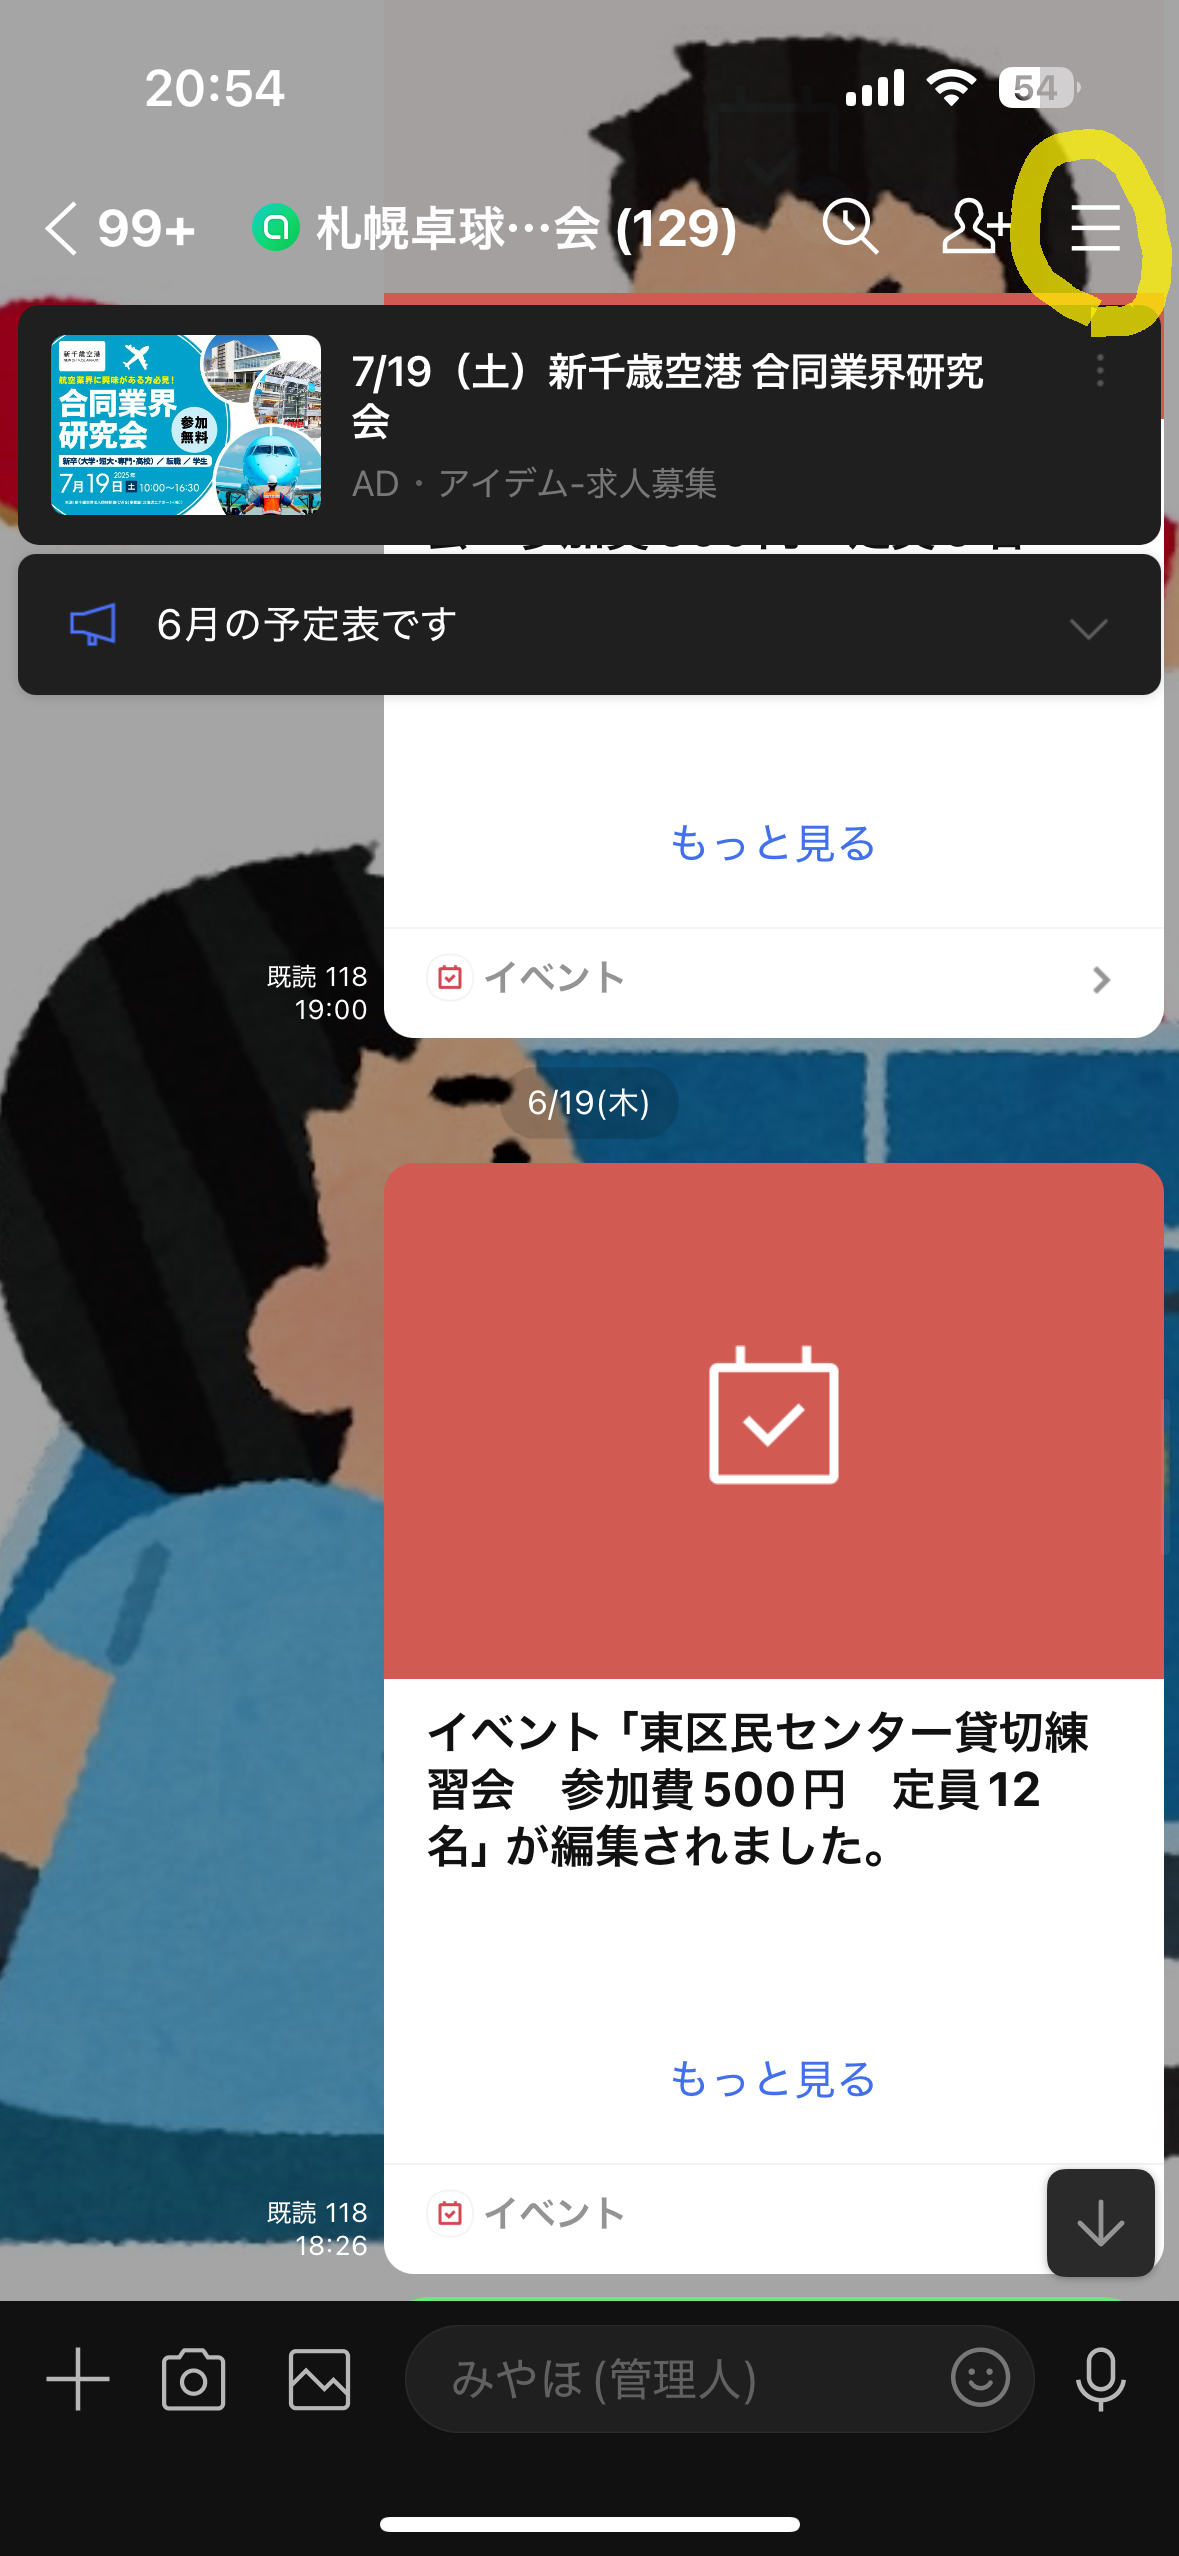 20:54
54
99+
札幌卓球…会 (129)
新千歳空港
航空業界に興味がある方必見!
合同業界
研究会
参加
無料
新卒(大学・短大・専門・高校) / 転職 / 学生
2025年
7月19日 土 10:00〜16:30
7/19（土）新千歳空港 合同業界研究
会
AD・アイデム-求人募集
6月の予定表です
もっと見る
イベント
既読 118
19:00
6/19(木)
イベント「東区民センター貸切練
習会　参加費500円　定員12
名」が編集されました。
もっと見る
イベント
既読 118
18:26
みやほ (管理人)